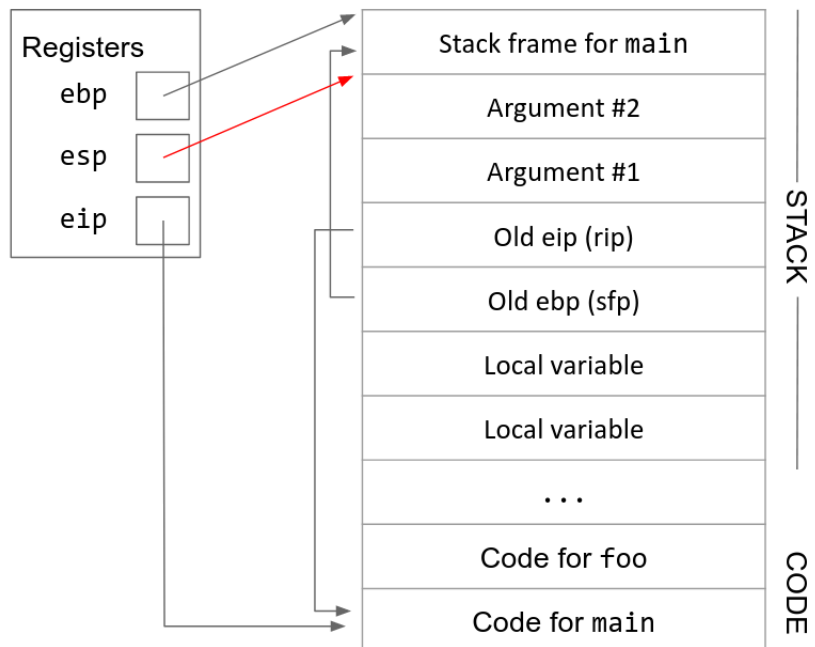 Registers
ebp
esp
eip
Stack frame for main
Argument #2
Argument #1
Old eip (rip)
Old ebp (sfp)
Local variable
Local variable
...
Code for foo
Code for main
STACK
CODE